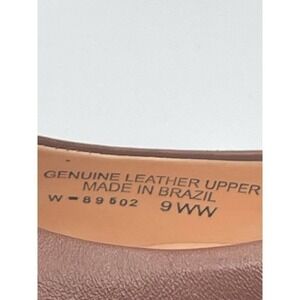 GENUINE LEATHER UPPER
MADE IN BRAZIL
W-89502 9WW